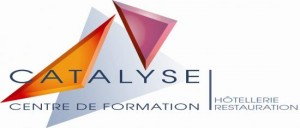 CATALYSE
CENTRE DE FORMATION
HÔTELLERIE
RESTAURATION